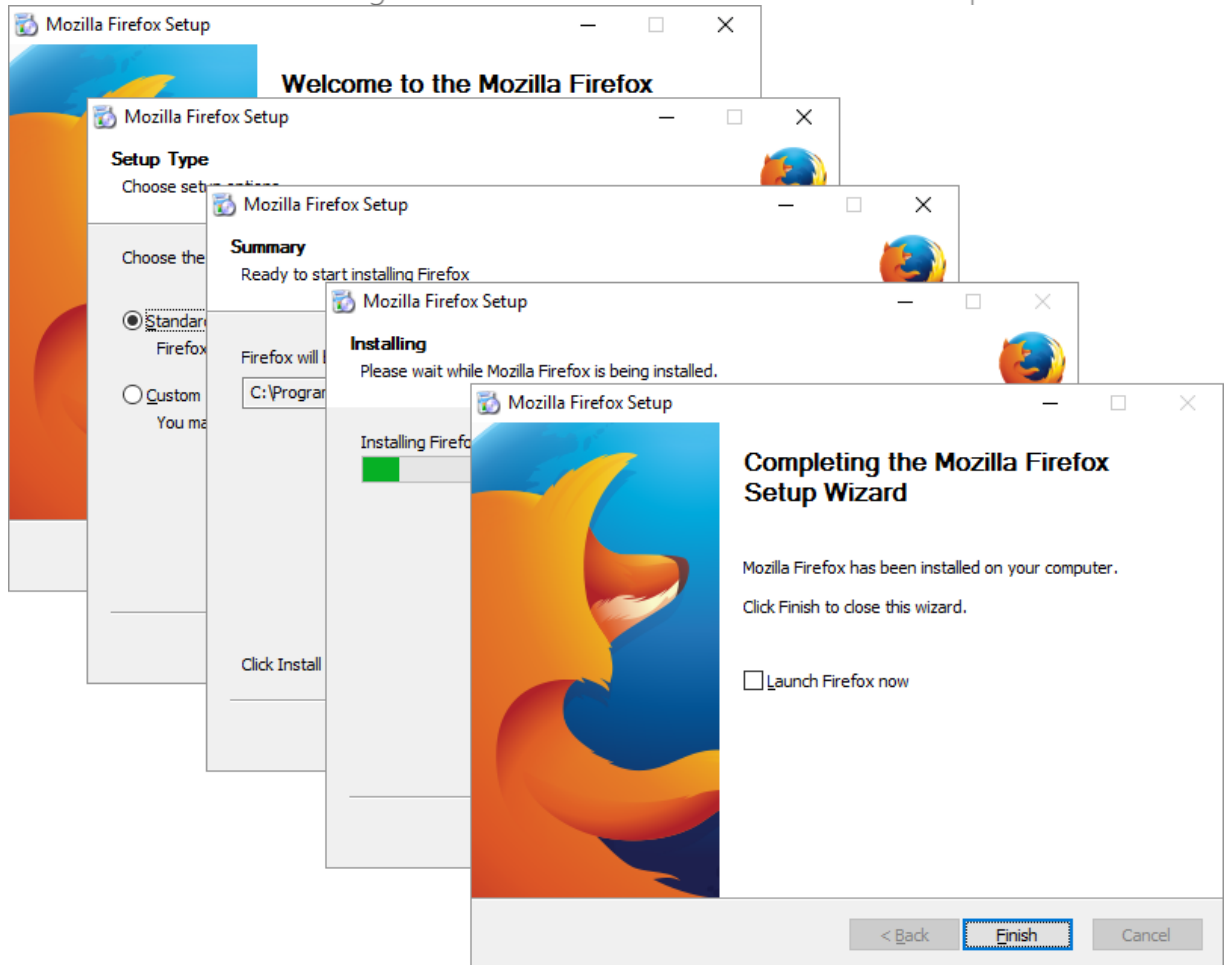 Mozilla Firefox Setup
Welcome to the Mozilla Firefox
Mozilla Firefox Setup
Setup Type
Choose setup options
Choose the
Standard
Firefox
Custom
You ma
Mozilla Firefox Setup
Summary
Ready to start installing Firefox
Firefox will
C:\Program
Click Install
Mozilla Firefox Setup
Installing
Please wait while Mozilla Firefox is being installed.
Installing Firefo
Mozilla Firefox Setup
Completing the Mozilla Firefox
Setup Wizard
Mozilla Firefox has been installed on your computer.
Click Finish to close this wizard.
Launch Firefox now
< Back Finish Cancel